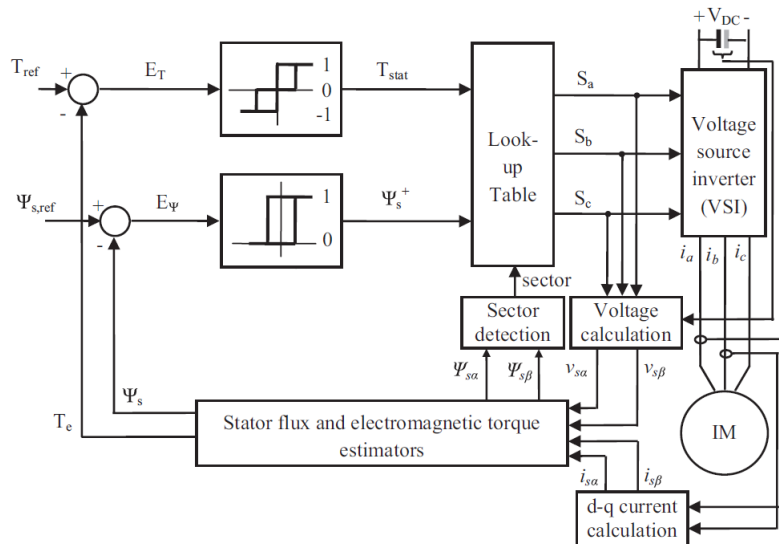 + V_DC -
T_ref
+
-
E_T
1
0
-1
T_stat
Look-
up
Table
S_a
S_b
S_c
Voltage
source
inverter
(VSI)
Ψ_s,ref
+
-
E_Ψ
1
0
Ψ_s^+
i_a i_b i_c
sector
Sector
detection
Voltage
calculation
Ψ_sα Ψ_sβ
v_sα v_sβ
Ψ_s
T_e
Stator flux and electromagnetic torque
estimators
IM
i_sα i_sβ
d-q current
calculation